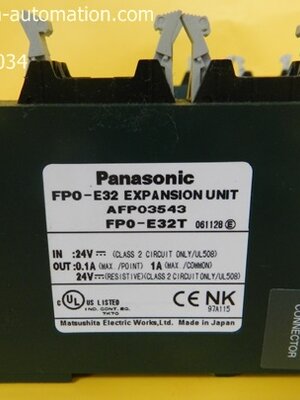 -automation.com
034
Panasonic
FP0-E32 EXPANSION UNIT
AFP03543
FP0-E32T 061128 Ⓔ
IN :24V⎓ (CLASS 2 CIRCUIT ONLY/UL508)
OUT:0.1A (MAX /POINT) 1A (MAX /COMMON)
24V⎓(RESISTIVE)(CLASS 2 CIRCUIT ONLY/UL508)
C UL US LISTED
IND. CONT. EQ.
7K70
CE NK
97A115
Matsushita Electric Works,Ltd. Made in Japan
CONNECTOR